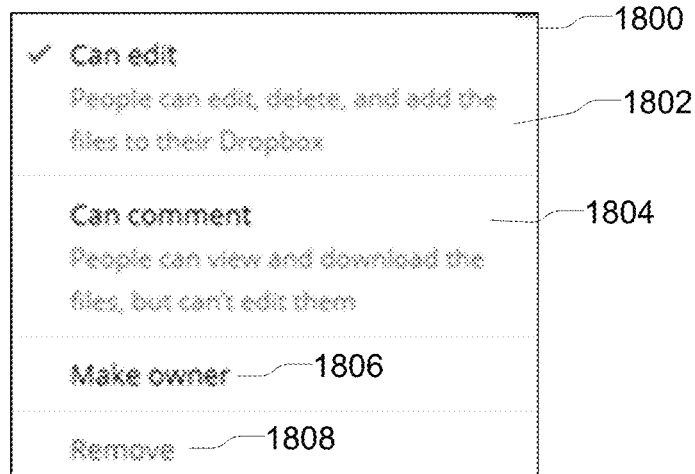 1800
Can edit
People can edit, delete, and add the
files to their Dropbox
1802
Can comment
1804
People can view and download the
files, but can't edit them
Make owner
1806
Remove
1808